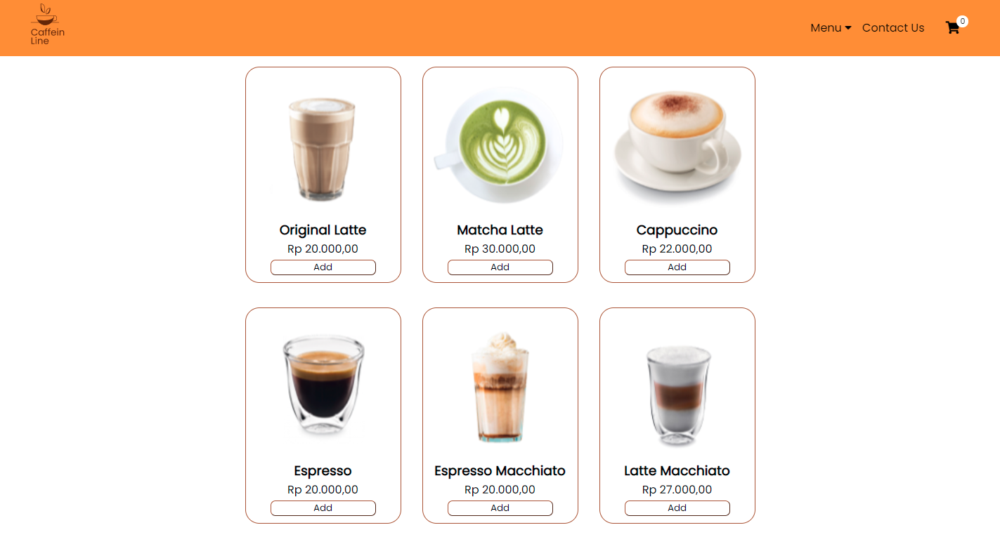 Caffein
Line
Menu
Contact Us
0
Original Latte
Rp 20.000,00
Add
Matcha Latte
Rp 30.000,00
Add
Cappuccino
Rp 22.000,00
Add
Espresso
Rp 20.000,00
Add
Espresso Macchiato
Rp 20.000,00
Add
Latte Macchiato
Rp 27.000,00
Add